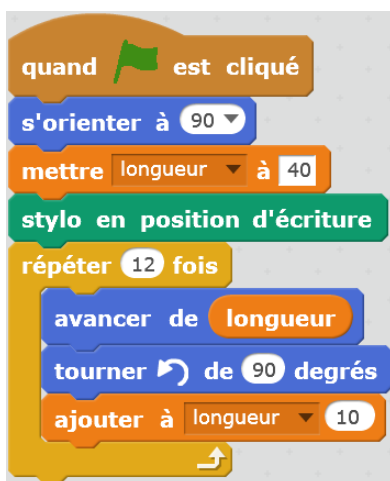 quand est cliqué
s'orienter à 90
mettre longueur à 40
stylo en position d'écriture
répéter 12 fois
avancer de longueur
tourner de 90 degrés
ajouter à longueur 10